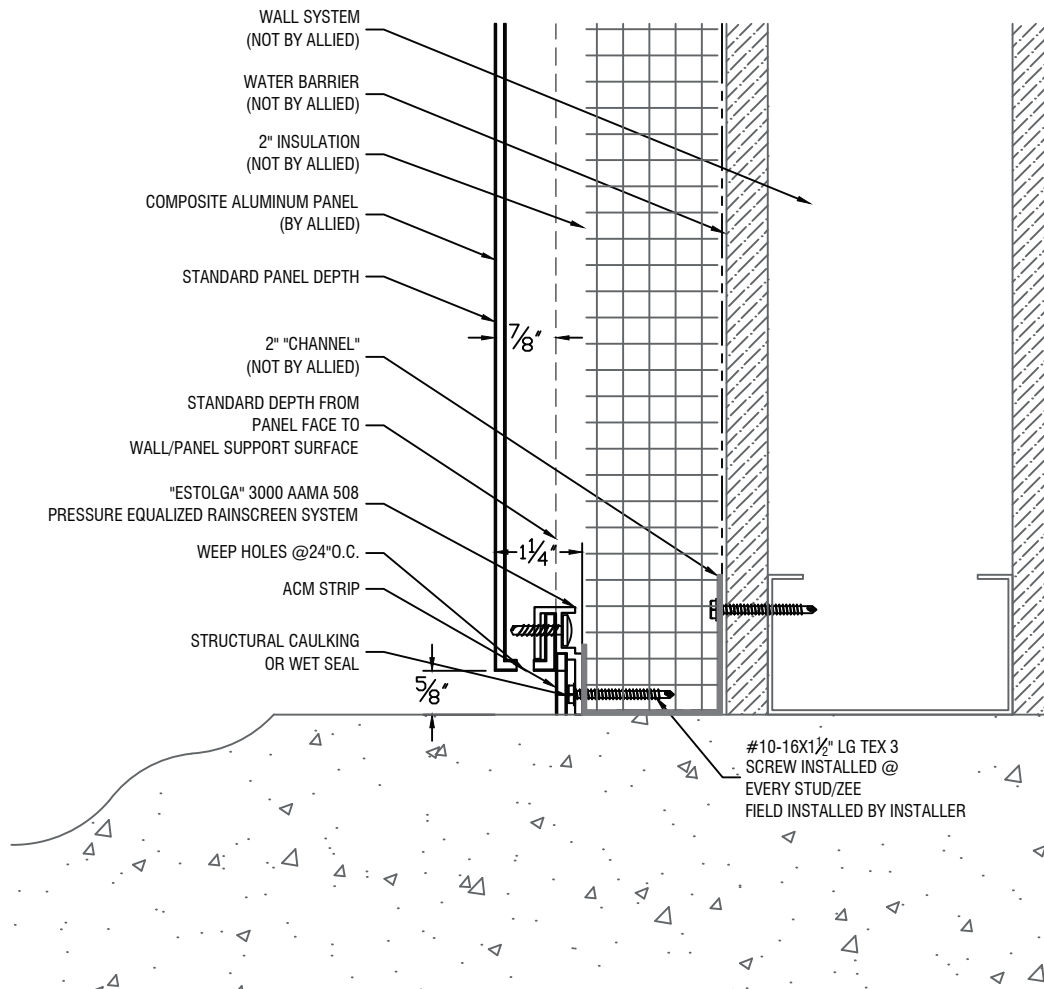 WALL SYSTEM
(NOT BY ALLIED)
WATER BARRIER
(NOT BY ALLIED)
2" INSULATION
(NOT BY ALLIED)
COMPOSITE ALUMINUM PANEL
(BY ALLIED)
STANDARD PANEL DEPTH
7/8"
2" "CHANNEL"
(NOT BY ALLIED)
STANDARD DEPTH FROM
PANEL FACE TO
WALL/PANEL SUPPORT SURFACE
"ESTOLGA" 3000 AAMA 508
PRESSURE EQUALIZED RAINSCREEN SYSTEM
1 1/4"
WEEP HOLES @24"O.C.
ACM STRIP
STRUCTURAL CAULKING
OR WET SEAL
5/8"
#10-16X1 1/2" LG TEX 3
SCREW INSTALLED @
EVERY STUD/ZEE
FIELD INSTALLED BY INSTALLER